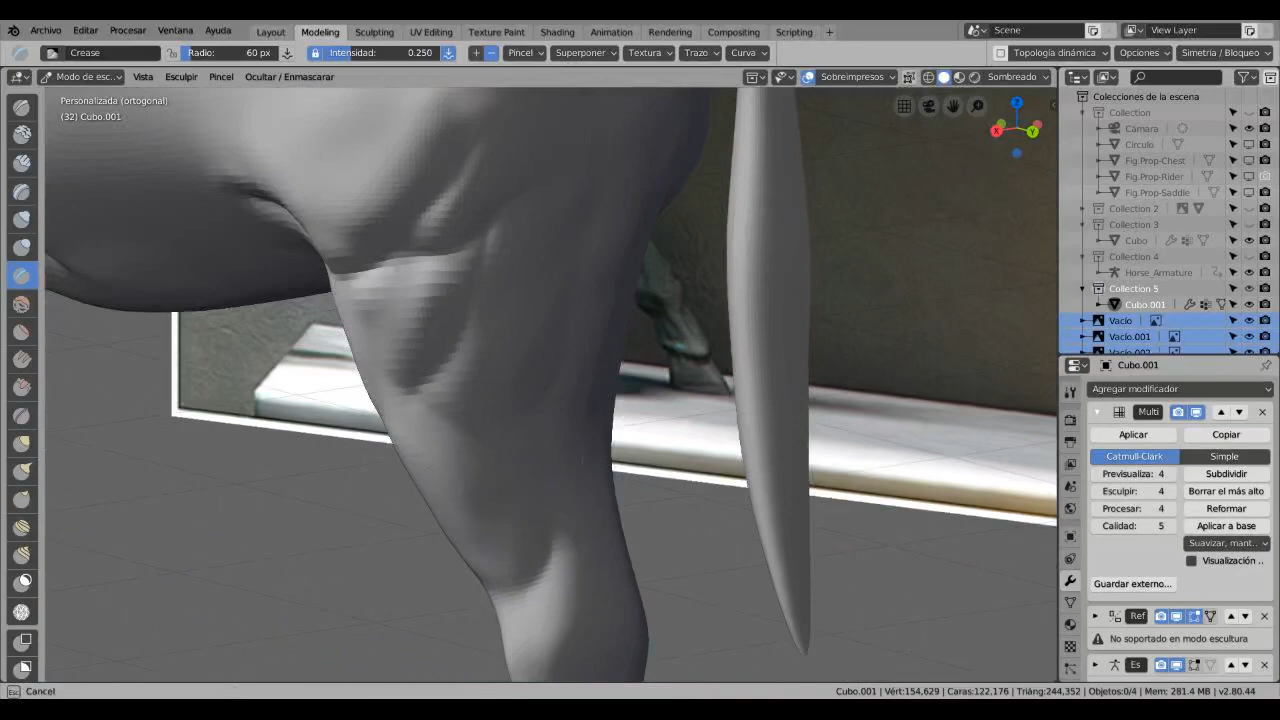 Archivo Editar Procesar Ventana Ayuda Layout Modeling Sculpting UV Editing Texture Paint Shading Animation Rendering Compositing Scripting + Scene View Layer
Crease Radio: 60 px Intensidad: 0.250 Pincel Superponer Textura Trazo Curva Topología dinámica Opciones Simetría / Bloqueo
Modo de esc... Vista Esculpir Pincel Ocultar / Enmascarar Sobreimpresos Sombreado
Personalizada (ortogonal)
(32) Cubo.001
Z
X
Y
Colecciones de la escena
Collection
Cámara
Círculo
Fig.Prop-Chest
Fig.Prop-Rider
Fig.Prop-Saddle
Collection 2
Collection 3
Cubo
Collection 4
Horse_Armature
Collection 5
Cubo.001
Vacío
Vacío.001
Vacío.002
Cubo.001
Agregar modificador
Multi
Aplicar Copiar
Catmull-Clark Simple
Previsualiza: 4 Subdividir
Esculpir: 4 Borrar el más alto
Procesar: 4 Reformar
Calidad: 5 Aplicar a base
Suavizar, mant..
Visualización ..
Guardar externo...
Ref
No soportado en modo escultura
Es
Esc Cancel Cubo.001 | Vért:154,629 | Caras:122,176 | Triáng:244,352 | Objetos:0/4 | Mem: 281.4 MB | v2.80.44